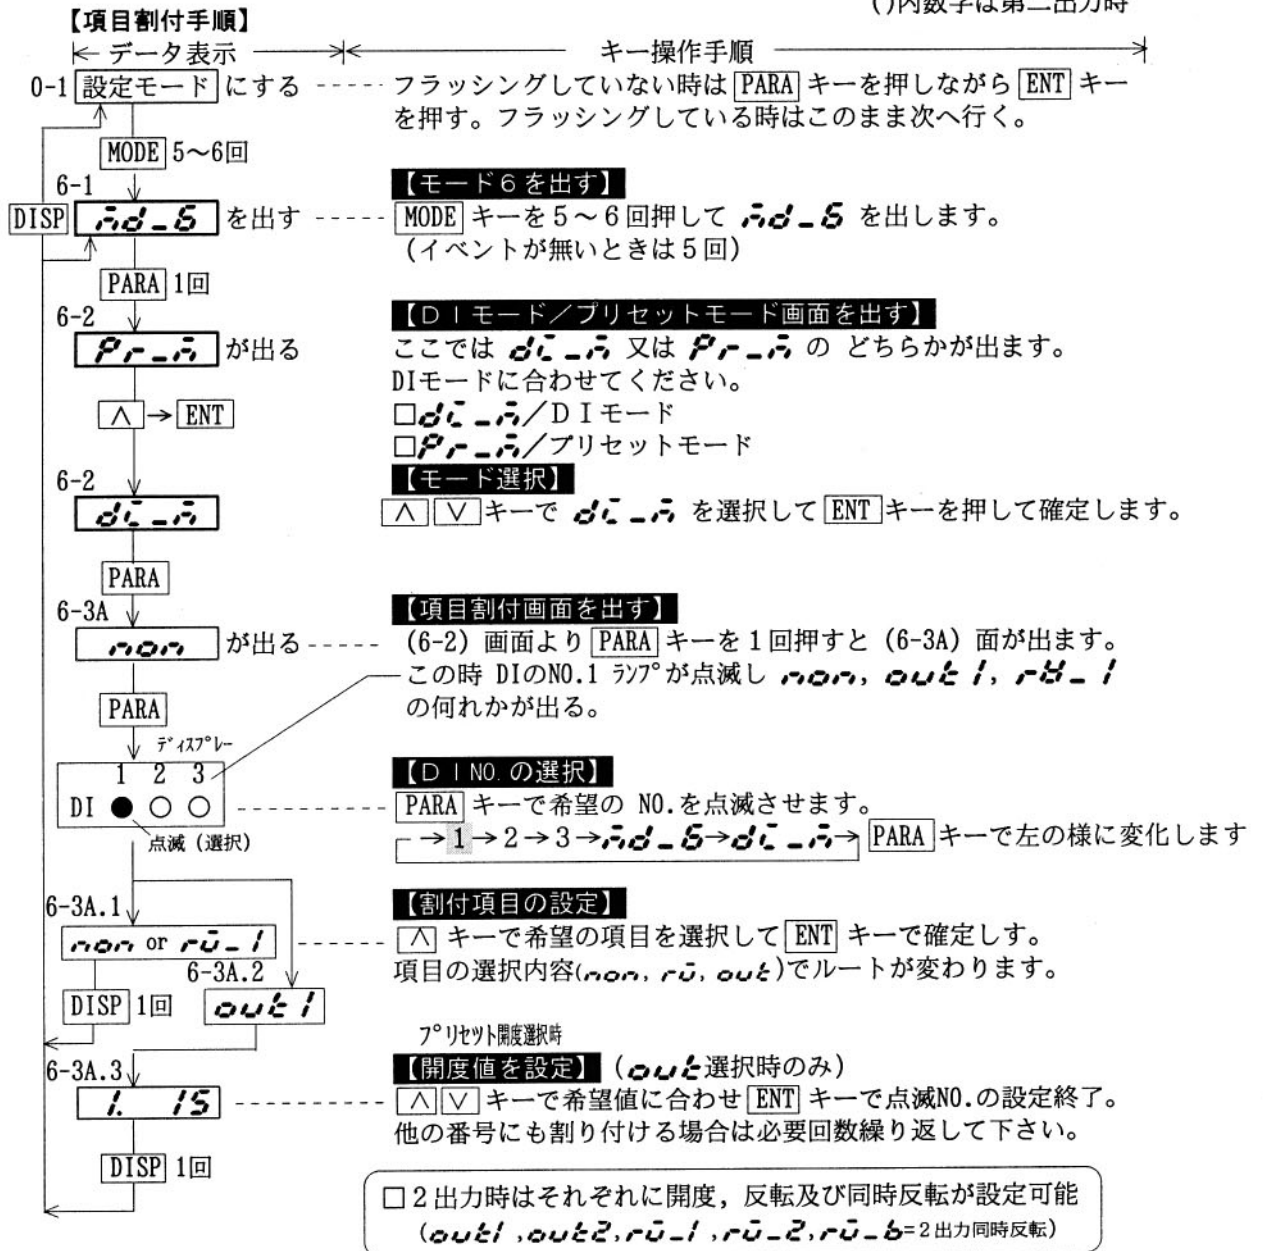 ()内数字は第二出力時
【項目割付手順】
データ表示 キー操作手順
0-1 設定モード にする フラッシングしていない時は PARA キーを押しながら ENT キー
を押す。フラッシングしている時はこのまま次へ行く。
MODE 5～6回
6-1 【モード6を出す】
DISP を出す MODE キーを5～6回押して を出します。
(イベントが無いときは5回)
PARA 1回
6-2 【DIモード／プリセットモード画面を出す】
Pr_ が出る ここでは 又は の どちらかが出ます。
DIモードに合わせてください。
∧ → ENT □ ／DIモード
□ ／プリセットモード
6-2 【モード選択】
∧ ∨ キーで を選択して ENT キーを押して確定します。
PARA
6-3A 【項目割付画面を出す】
non が出る (6-2) 画面より PARA キーを1回押すと (6-3A) 面が出ます。
この時 DIのNO.1 ﾗﾝﾌﾟが点滅し non, out1,
の何れかが出る。
PARA
ﾃﾞｨｽﾌﾟﾚｰ
1 2 3 【DI NO.の選択】
DI ● ○ ○ PARA キーで希望の NO.を点滅させます。
点滅 (選択) →1→2→3→ → → PARA キーで左の様に変化します
6-3A.1 【割付項目の設定】
non or ∧ キーで希望の項目を選択して ENT キーで確定しす。
6-3A.2 項目の選択内容(non, , out)でルートが変わります。
DISP 1回 out1
ﾌﾟﾘｾｯﾄ開度選択時
6-3A.3 【開度値を設定】 (out選択時のみ)
1. 15 ∧ ∨ キーで希望値に合わせ ENT キーで点滅NO.の設定終了。
他の番号にも割り付ける場合は必要回数繰り返して下さい。
DISP 1回
□2出力時はそれぞれに開度, 反転及び同時反転が設定可能
(out1 ,out2, =2出力同時反転)